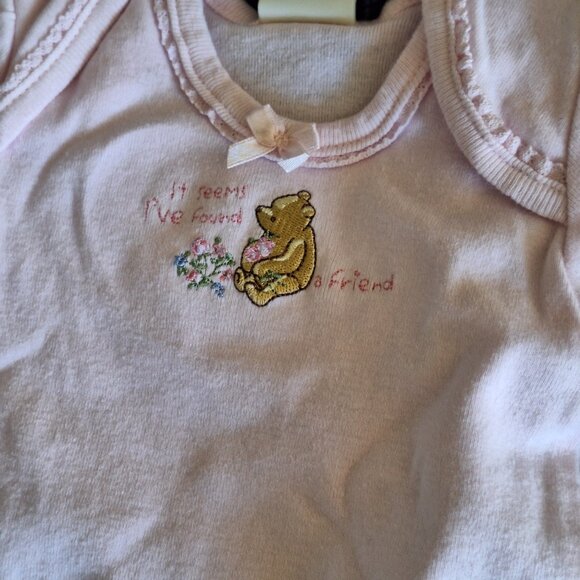 It seems
I've found
a friend